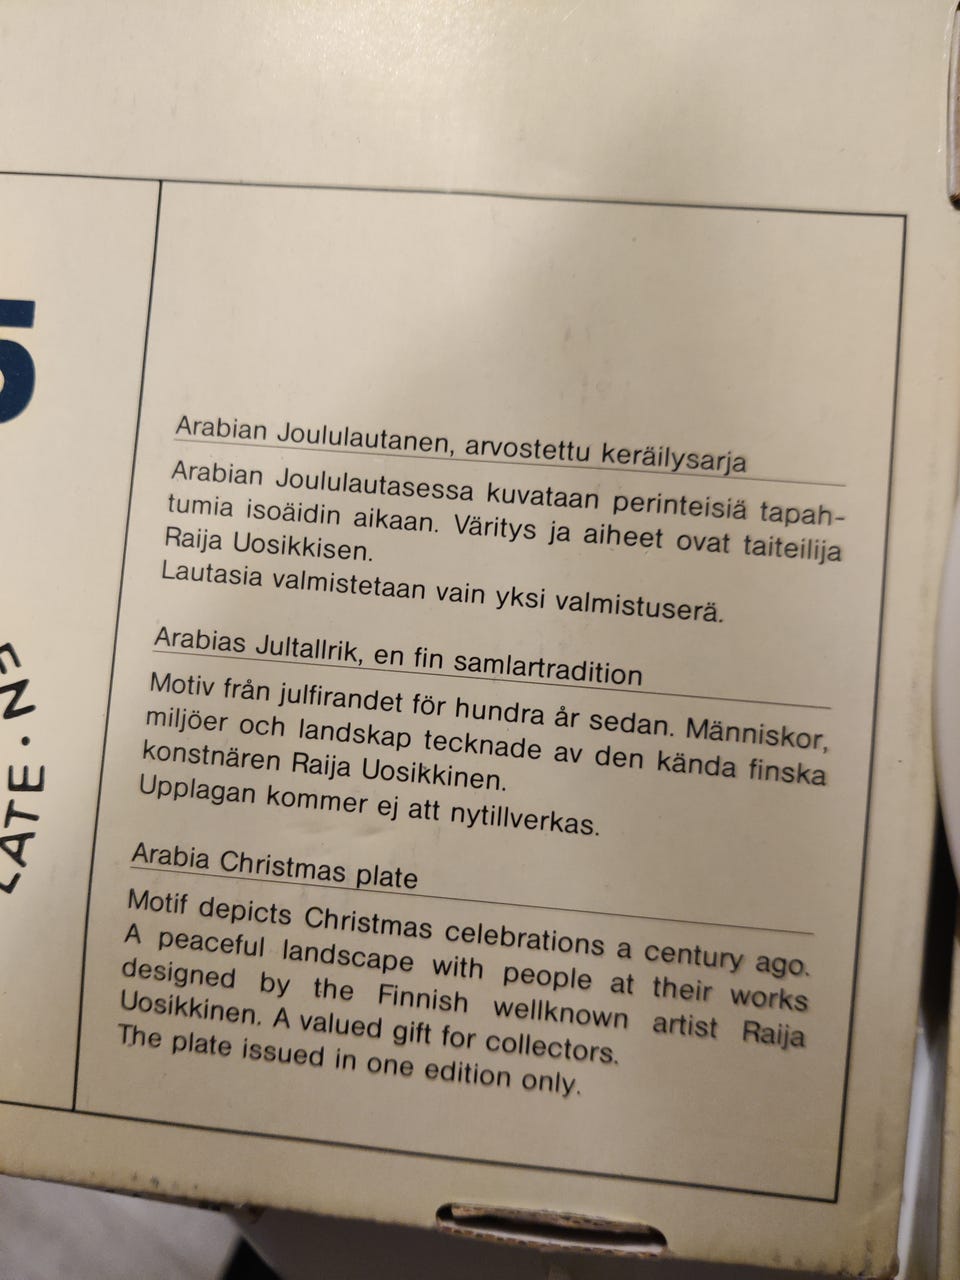 Arabian Joululautanen, arvostettu keräilysarja
Arabian Joululautasessa kuvataan perinteisiä tapah-
tumia isoäidin aikaan. Väritys ja aiheet ovat taiteilija
Raija Uosikkisen.
Lautasia valmistetaan vain yksi valmistuserä.
Arabias Jultallrik, en fin samlartradition
Motiv från julfirandet för hundra år sedan. Människor,
miljöer och landskap tecknade av den kända finska
konstnären Raija Uosikkinen.
Upplagan kommer ej att nytillverkas.
Arabia Christmas plate
Motif depicts Christmas celebrations a century ago.
A peaceful landscape with people at their works
designed by the Finnish wellknown artist Raija
Uosikkinen. A valued gift for collectors.
The plate issued in one edition only.